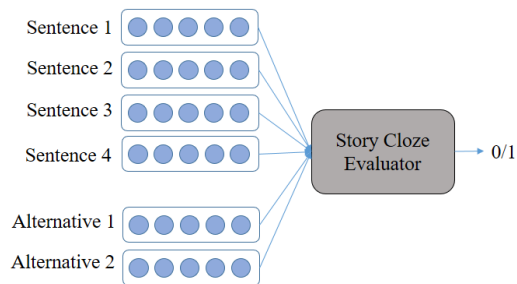 Sentence 1
Sentence 2
Sentence 3
Sentence 4
Story Cloze
Evaluator
0/1
Alternative 1
Alternative 2